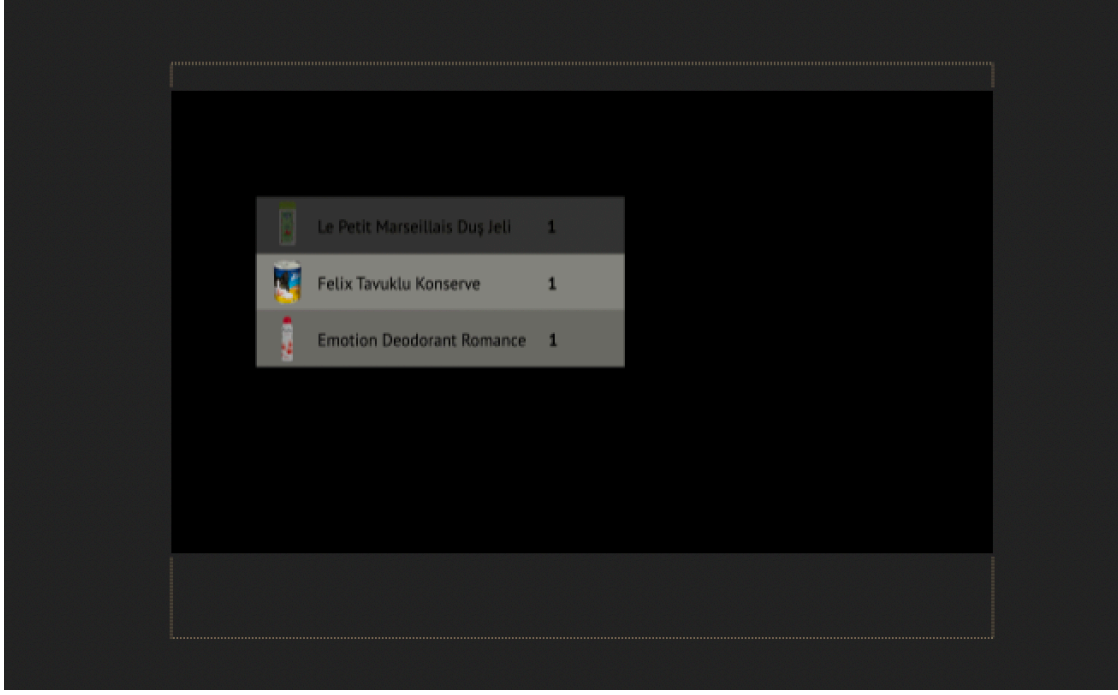 Le Petit Marseillais Duş Jeli 1
Felix Tavuklu Konserve 1
Emotion Deodorant Romance 1